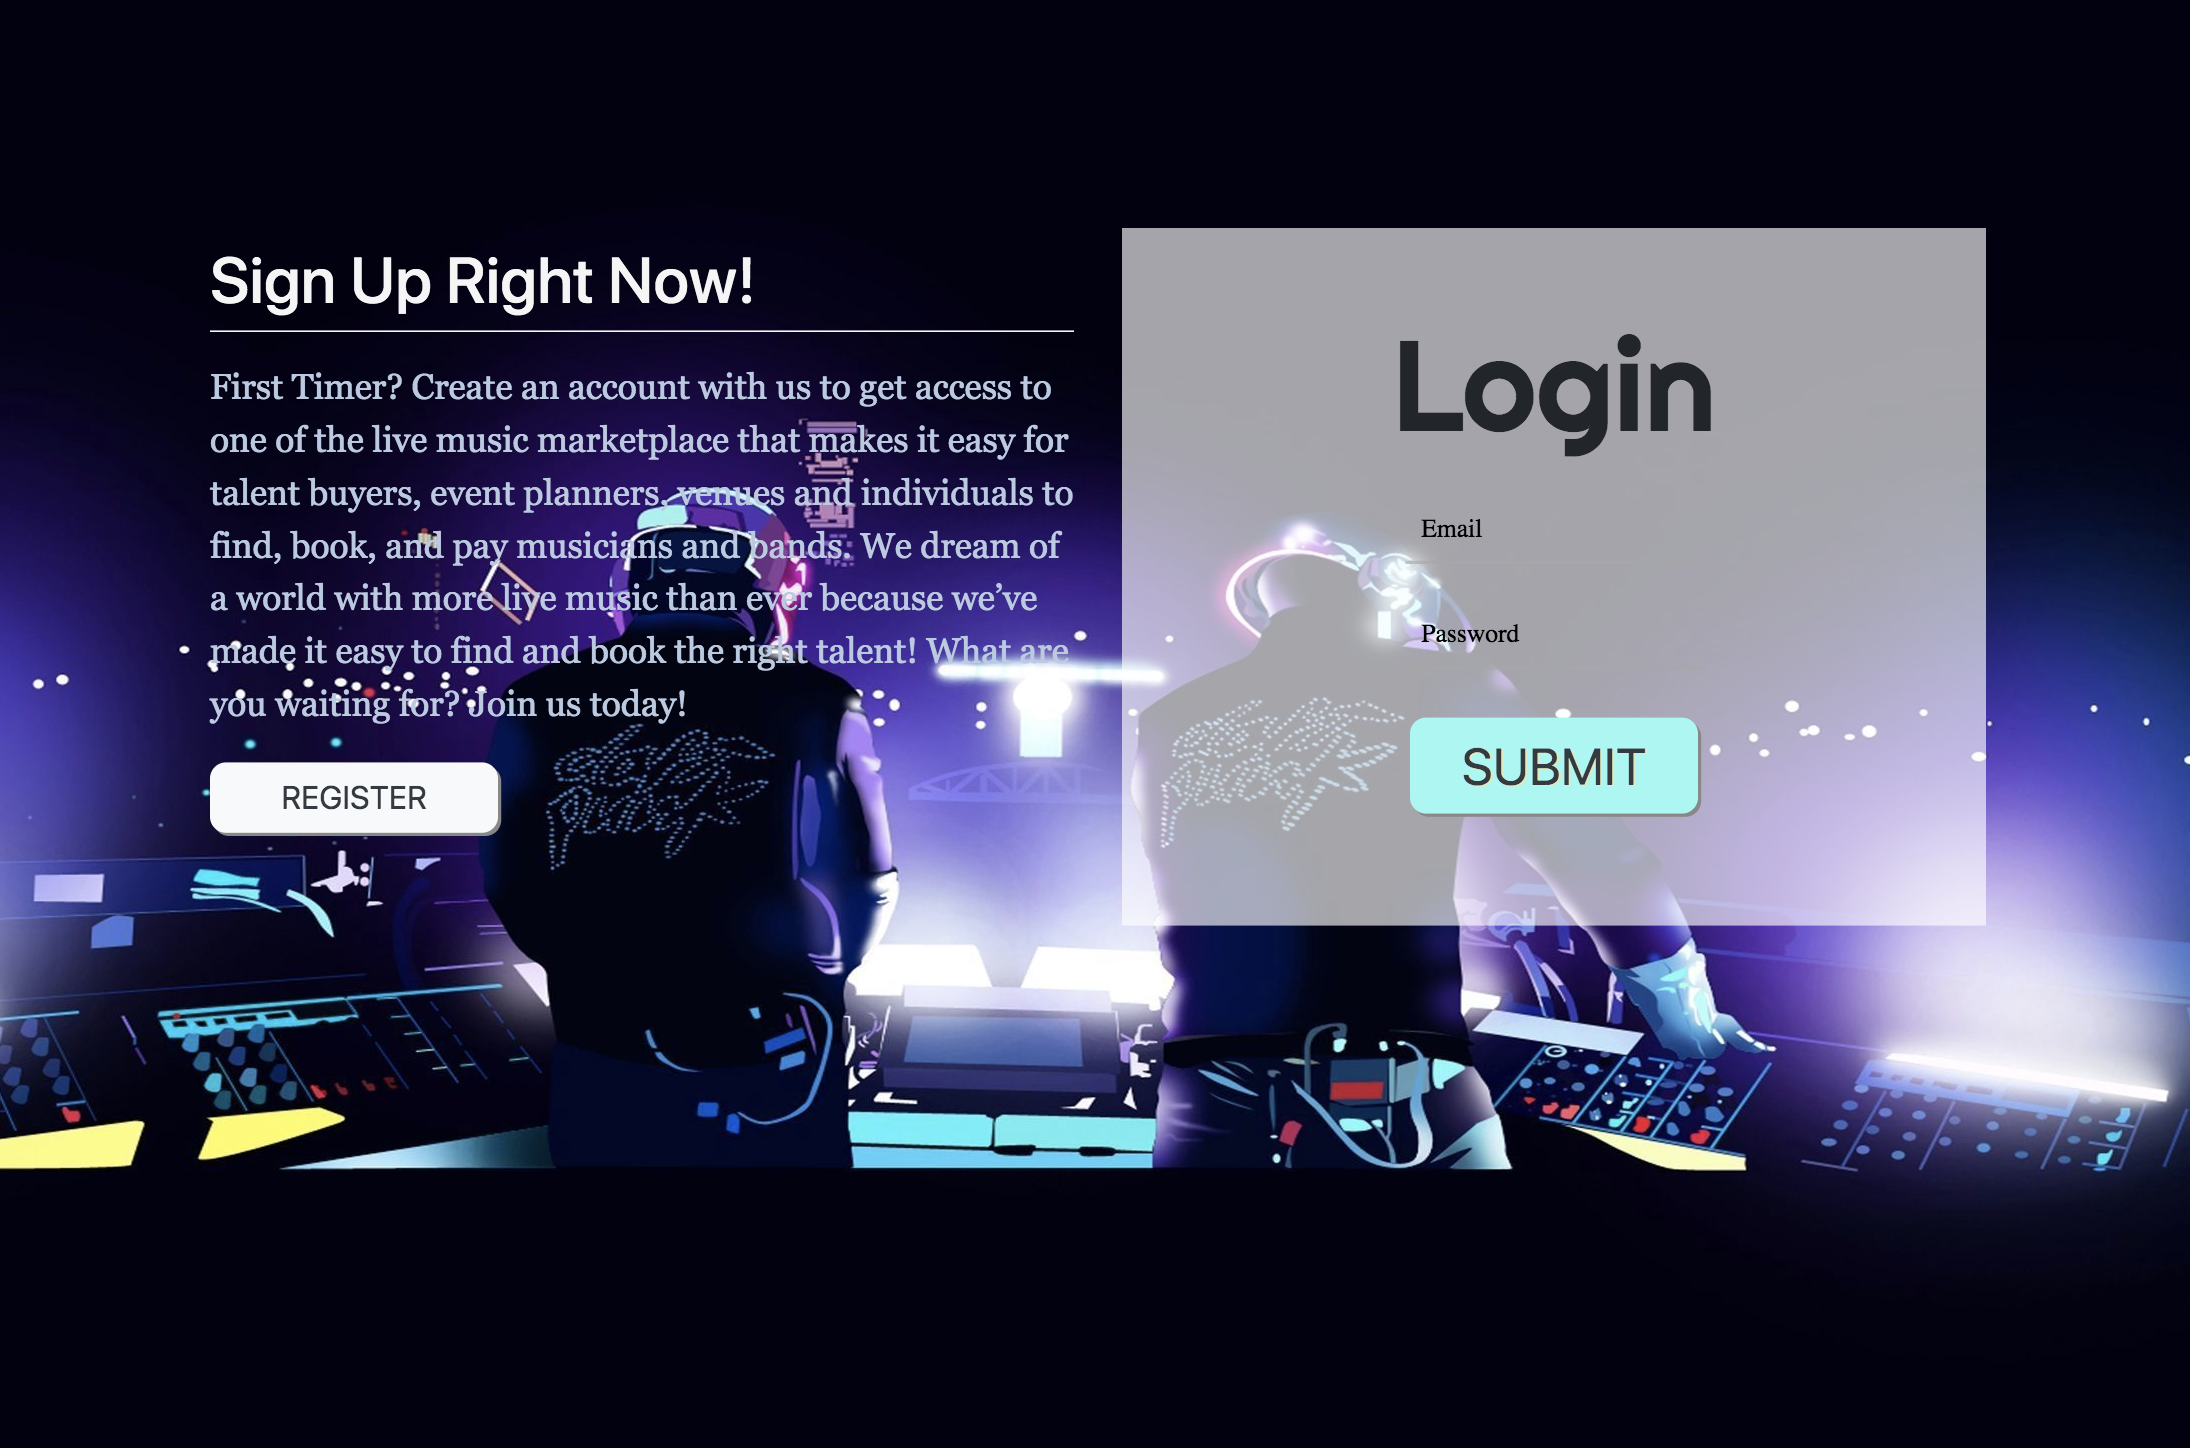 Sign Up Right Now!
First Timer? Create an account with us to get access to
one of the live music marketplace that makes it easy for
talent buyers, event planners, venues and individuals to
find, book, and pay musicians and bands. We dream of
a world with more live music than ever because we’ve
made it easy to find and book the right talent! What are
you waiting for? Join us today!
REGISTER
Login
Email
Password
SUBMIT